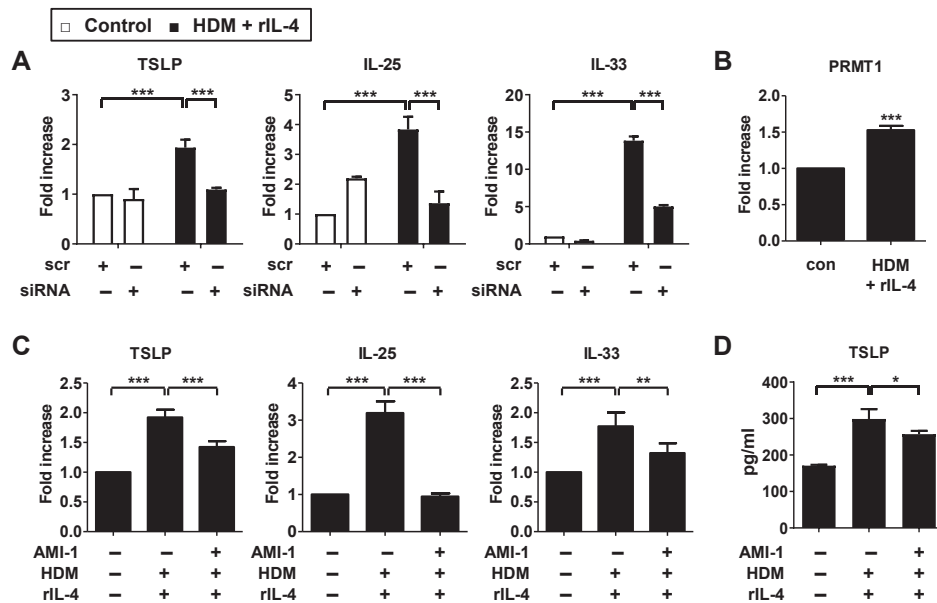 □ Control ■ HDM + rIL-4
A
TSLP
IL-25
IL-33
B
PRMT1
Fold increase
3
2
1
0
*** ***
Fold increase
5
4
3
2
1
0
*** ***
Fold increase
20
15
10
5
0
*** ***
Fold increase
2.0
1.5
1.0
0.5
0.0
***
con
HDM
+ rIL-4
scr + − + −
siRNA − + − +
scr + − + −
siRNA − + − +
scr + − + −
siRNA − + − +
C
TSLP
IL-25
IL-33
D
TSLP
Fold increase
2.5
2.0
1.5
1.0
0.5
0.0
*** ***
Fold increase
4
3
2
1
0
*** ***
Fold increase
2.5
2.0
1.5
1.0
0.5
0.0
*** **
pg/ml
400
300
200
100
0
*** *
AMI-1 − − +
HDM − + +
rIL-4 − + +
AMI-1 − − +
HDM − + +
rIL-4 − + +
AMI-1 − − +
HDM − + +
rIL-4 − + +
AMI-1 − − +
HDM − + +
rIL-4 − + +